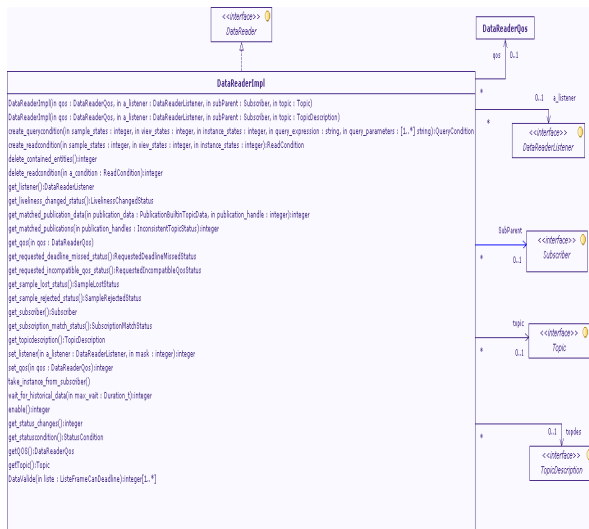 <<interface>>
DataReader
DataReaderQos
qos 0..1
*
DataReaderImpl
DataReaderImpl(in qos : DataReaderQos, in a_listener : DataReaderListener, in subParent : Subscriber, in topic : Topic)
DataReaderImpl(in qos : DataReaderQos, in a_listener : DataReaderListener, in subParent : Subscriber, in topic : TopicDescription)
create_querycondition(in sample_states : integer, in view_states : integer, in instance_states : integer, in query_expression : string, in query_parameters : [1..*] string):QueryCondition
create_readcondition(in sample_states : integer, in view_states : integer, in instance_states : integer):ReadCondition
delete_contained_entities():integer
delete_readcondition(in a_condition : ReadCondition):integer
get_listener():DataReaderListener
get_liveliness_changed_status():LivelinessChangedStatus
get_matched_publication_data(in publication_data : PublicationBuiltinTopicData, in publication_handle : integer):integer
get_matched_publications(in publication_handles : InconsistentTopicStatus):integer
get_qos(in qos : DataReaderQos)
get_requested_deadline_missed_status():RequestedDeadlineMissedStatus
get_requested_incompatible_qos_status():RequestedIncompatibleQosStatus
get_sample_lost_status():SampleLostStatus
get_sample_rejected_status():SampleRejectedStatus
get_subscriber():Subscriber
get_subscription_match_status():SubscriptionMatchStatus
get_topicdescription():TopicDescription
set_listener(in a_listener : DataReaderListener, in mask : integer):integer
set_qos(in qos : DataReaderQos):integer
take_instance_from_subscriber()
wait_for_historical_data(in max_wait : Duration_t):integer
enable():integer
get_status_changes():integer
get_statuscondition():StatusCondition
getQOS():DataReaderQos
getTopic():Topic
DataValide(in liste : ListeFrameCanDeadline):integer[1..*]
0..1 a_listener
*
<<interface>>
DataReaderListener
SubParent
*
0..1
<<interface>>
Subscriber
topic
*
0..1
<<interface>>
Topic
0..1 topdes
*
<<interface>>
TopicDescription